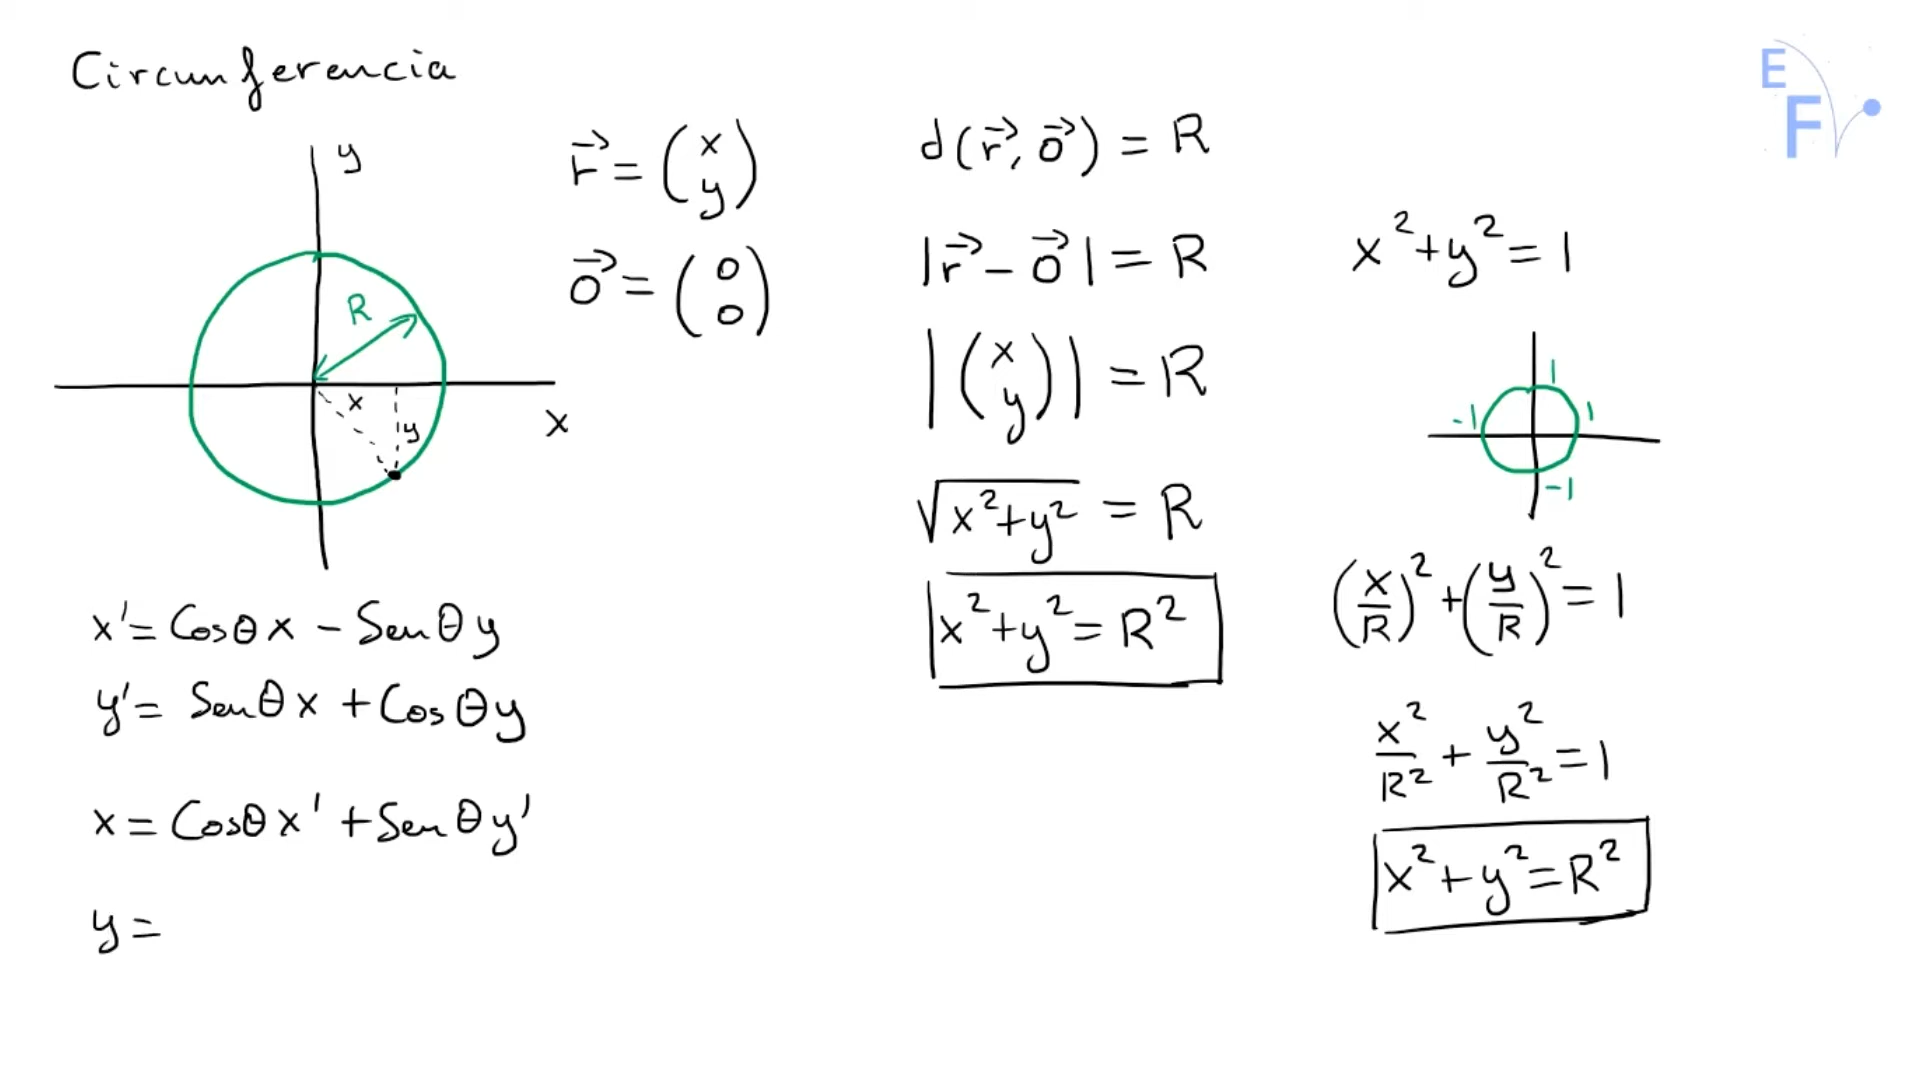 Circunferencia
E
F
y
R
x
y
x
r⃗ = (x y)
o⃗ = (0 0)
x' = Cosθ x − Senθ y
y' = Senθ x + Cosθ y
x = Cosθ x' + Senθ y'
y =
d(r⃗, o⃗) = R
|r⃗ − o⃗| = R
|(x y)| = R
√x²+y² = R
x²+y² = R²
x²+y² = 1
1
-1
1
-1
(x/R)² + (y/R)² = 1
x²/R² + y²/R² = 1
x²+y² = R²